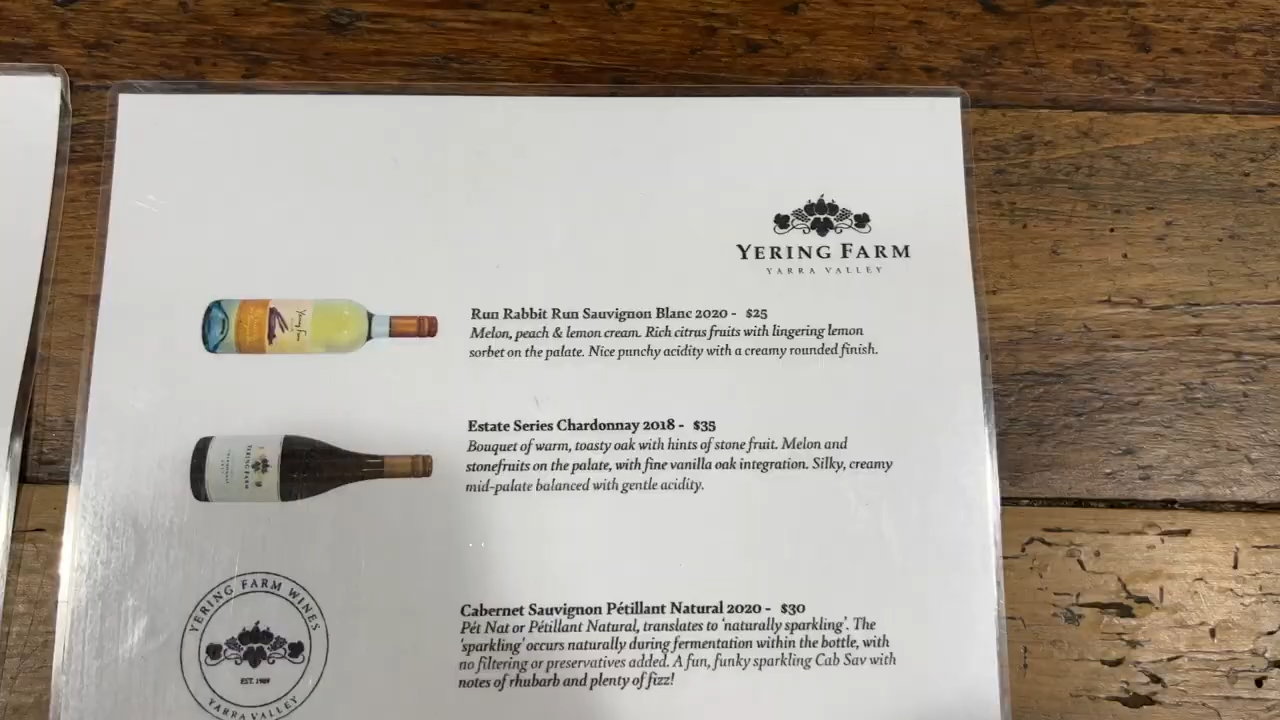 YERING FARM
YARRA VALLEY
Run Rabbit Run Sauvignon Blanc 2020 - $25
Melon, peach & lemon cream. Rich citrus fruits with lingering lemon
sorbet on the palate. Nice punchy acidity with a creamy rounded finish.
Estate Series Chardonnay 2018 - $35
Bouquet of warm, toasty oak with hints of stone fruit. Melon and
stonefruits on the palate, with fine vanilla oak integration. Silky, creamy
mid-palate balanced with gentle acidity.
YERING FARM
YERING FARM WINES
EST. 1989
YARRA VALLEY
Cabernet Sauvignon Pétillant Natural 2020 - $30
Pét Nat or Pétillant Natural, translates to 'naturally sparkling'. The
'sparkling' occurs naturally during fermentation within the bottle, with
no filtering or preservatives added. A fun, funky sparkling Cab Sav with
notes of rhubarb and plenty of fizz!